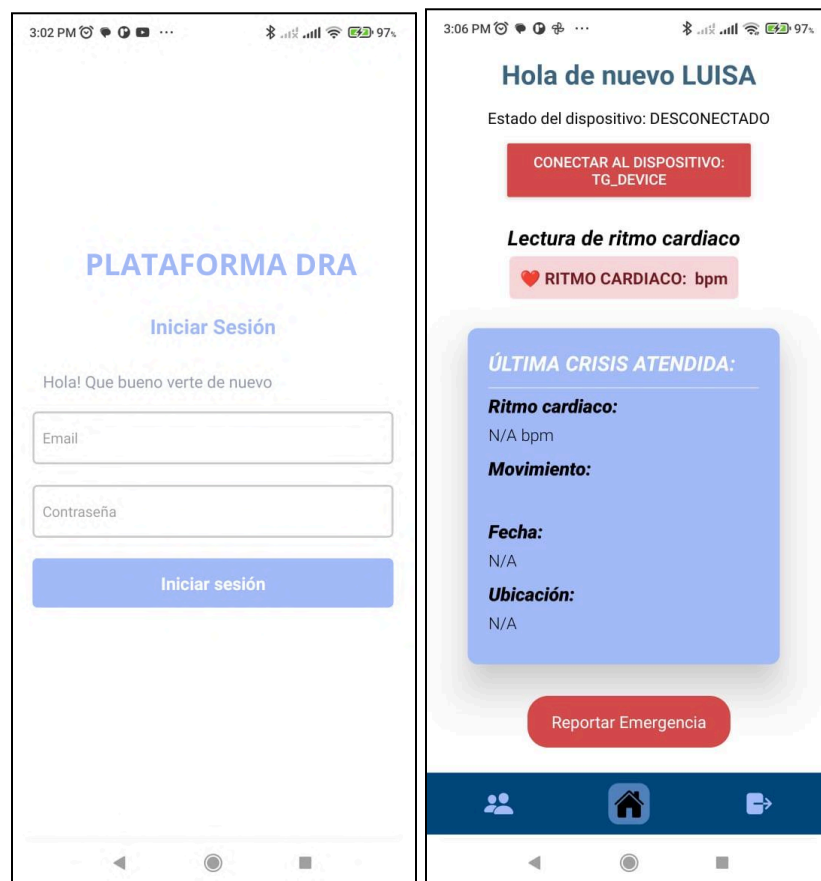 3:02 PM
97%
PLATAFORMA DRA
Iniciar Sesión
Hola! Que bueno verte de nuevo
Email
Contraseña
Iniciar sesión
3:06 PM
97%
Hola de nuevo LUISA
Estado del dispositivo: DESCONECTADO
CONECTAR AL DISPOSITIVO:
TG_DEVICE
Lectura de ritmo cardiaco
❤️ RITMO CARDIACO: bpm
ÚLTIMA CRISIS ATENDIDA:
Ritmo cardiaco:
N/A bpm
Movimiento:
Fecha:
N/A
Ubicación:
N/A
Reportar Emergencia